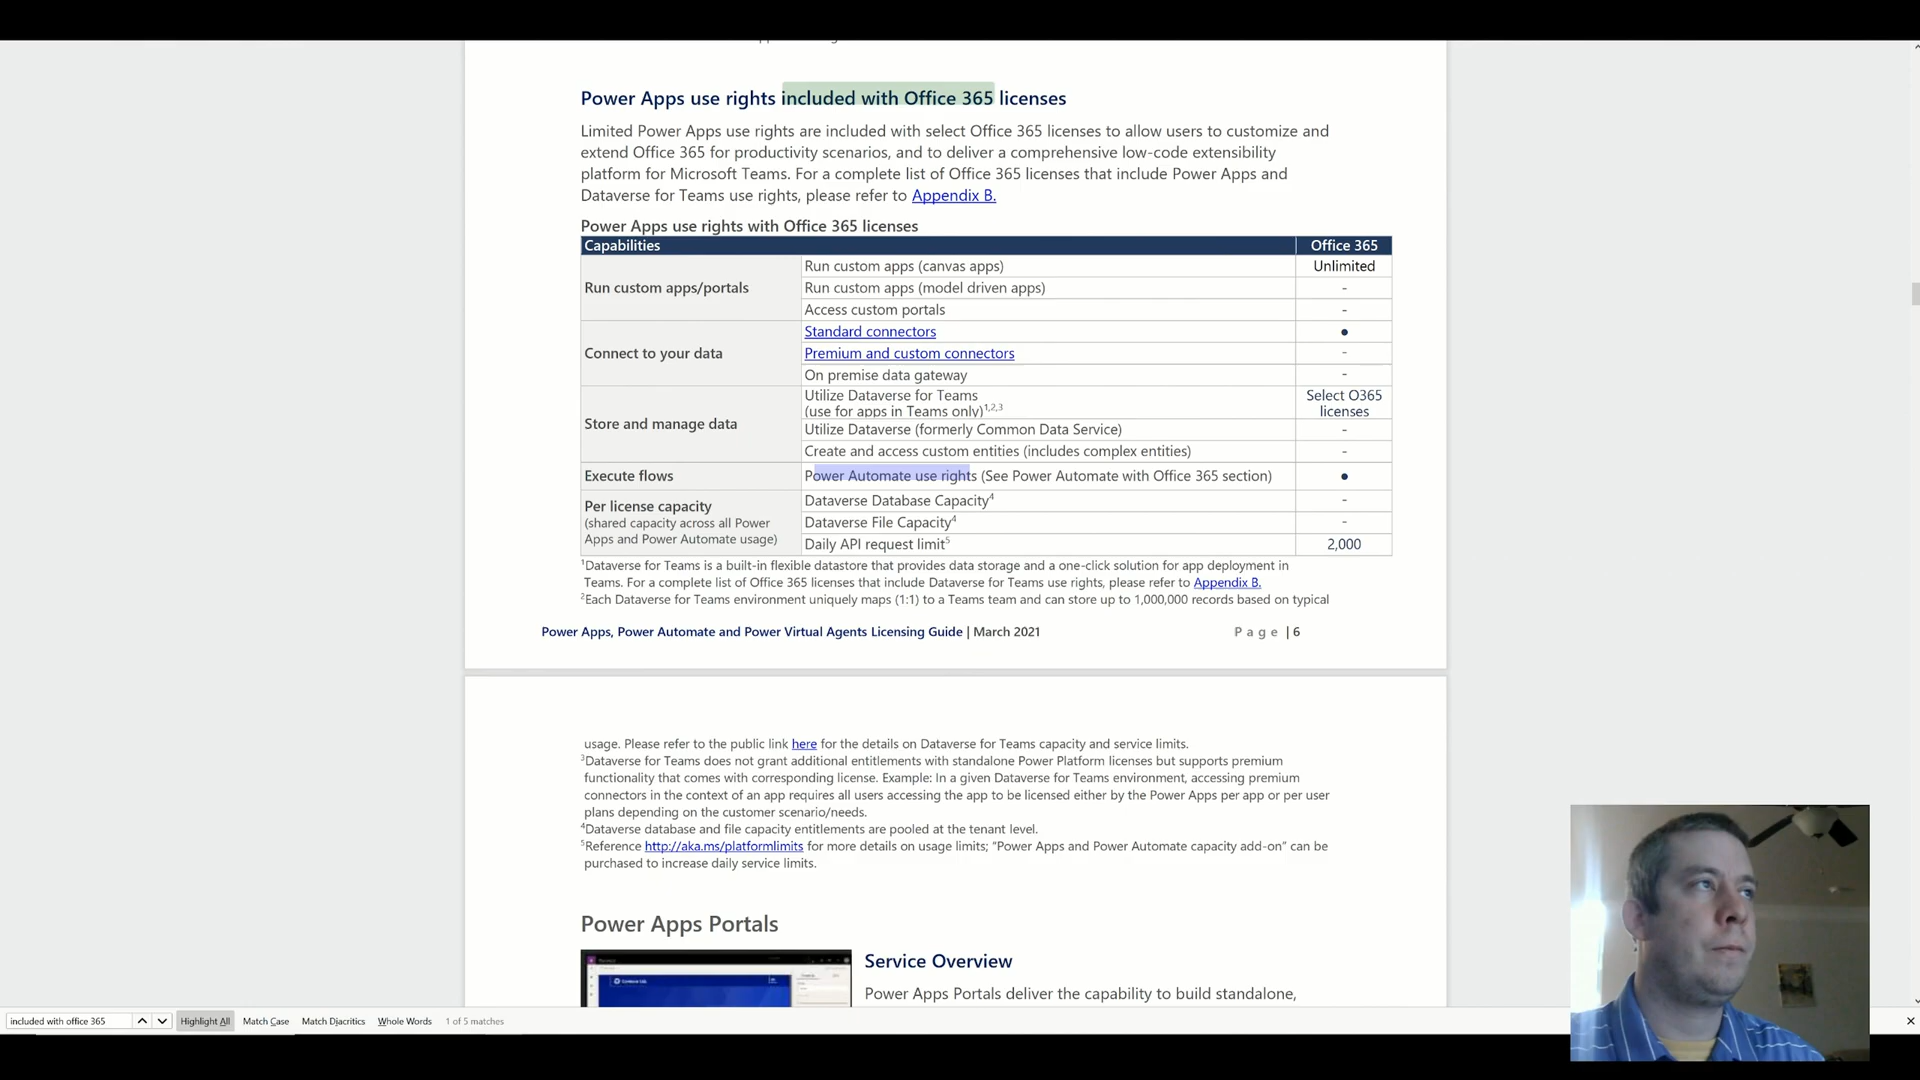 Power Apps use rights included with Office 365 licenses
Limited Power Apps use rights are included with select Office 365 licenses to allow users to customize and
extend Office 365 for productivity scenarios, and to deliver a comprehensive low-code extensibility
platform for Microsoft Teams. For a complete list of Office 365 licenses that include Power Apps and
Dataverse for Teams use rights, please refer to Appendix B.
Power Apps use rights with Office 365 licenses
Capabilities Office 365
Run custom apps/portals
Run custom apps (canvas apps) Unlimited
Run custom apps (model driven apps) -
Access custom portals -
Connect to your data
Standard connectors ●
Premium and custom connectors -
On premise data gateway -
Store and manage data
Utilize Dataverse for Teams
(use for apps in Teams only)1,2,3
Select O365
licenses
Utilize Dataverse (formerly Common Data Service) -
Create and access custom entities (includes complex entities) -
Execute flows Power Automate use rights (See Power Automate with Office 365 section) ●
Per license capacity
(shared capacity across all Power
Apps and Power Automate usage)
Dataverse Database Capacity4 -
Dataverse File Capacity4 -
Daily API request limit5 2,000
1Dataverse for Teams is a built-in flexible datastore that provides data storage and a one-click solution for app deployment in
Teams. For a complete list of Office 365 licenses that include Dataverse for Teams use rights, please refer to Appendix B.
2Each Dataverse for Teams environment uniquely maps (1:1) to a Teams team and can store up to 1,000,000 records based on typical
Power Apps, Power Automate and Power Virtual Agents Licensing Guide | March 2021 Page | 6
usage. Please refer to the public link here for the details on Dataverse for Teams capacity and service limits.
3Dataverse for Teams does not grant additional entitlements with standalone Power Platform licenses but supports premium
functionality that comes with corresponding license. Example: In a given Dataverse for Teams environment, accessing premium
connectors in the context of an app requires all users accessing the app to be licensed either by the Power Apps per app or per user
plans depending on the customer scenario/needs.
4Dataverse database and file capacity entitlements are pooled at the tenant level.
5Reference http://aka.ms/platformlimits for more details on usage limits; “Power Apps and Power Automate capacity add-on” can be
purchased to increase daily service limits.
Power Apps Portals
Service Overview
Power Apps Portals deliver the capability to build standalone,
included with office 365 Highlight All Match Case Match Diacritics Whole Words 1 of 5 matches